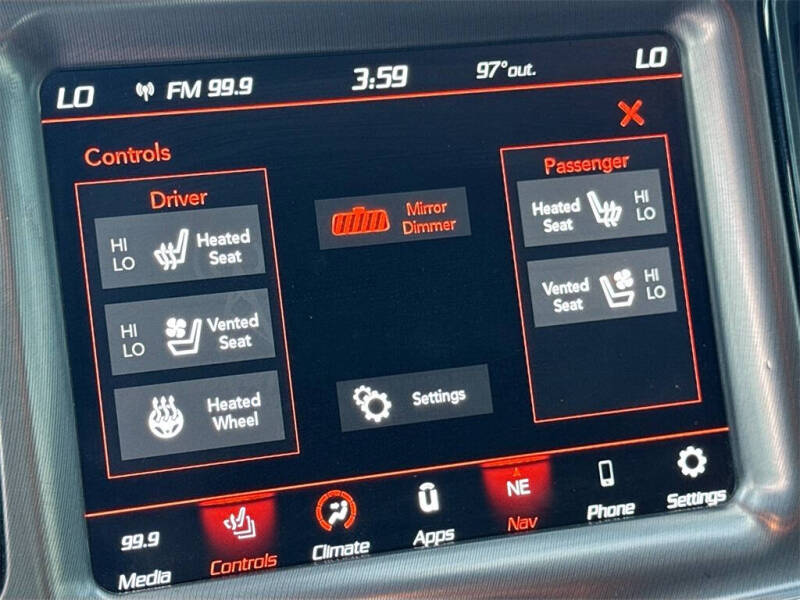 LO FM 99.9 3:59 97°out. LO
Controls
Driver
HI
LO
Heated
Seat
HI
LO
Vented
Seat
Heated
Wheel
Mirror
Dimmer
Settings
Passenger
Heated
Seat
HI
LO
Vented
Seat
HI
LO
99.9
Media
Controls
Climate
Apps
NE
Nav
Phone
Settings